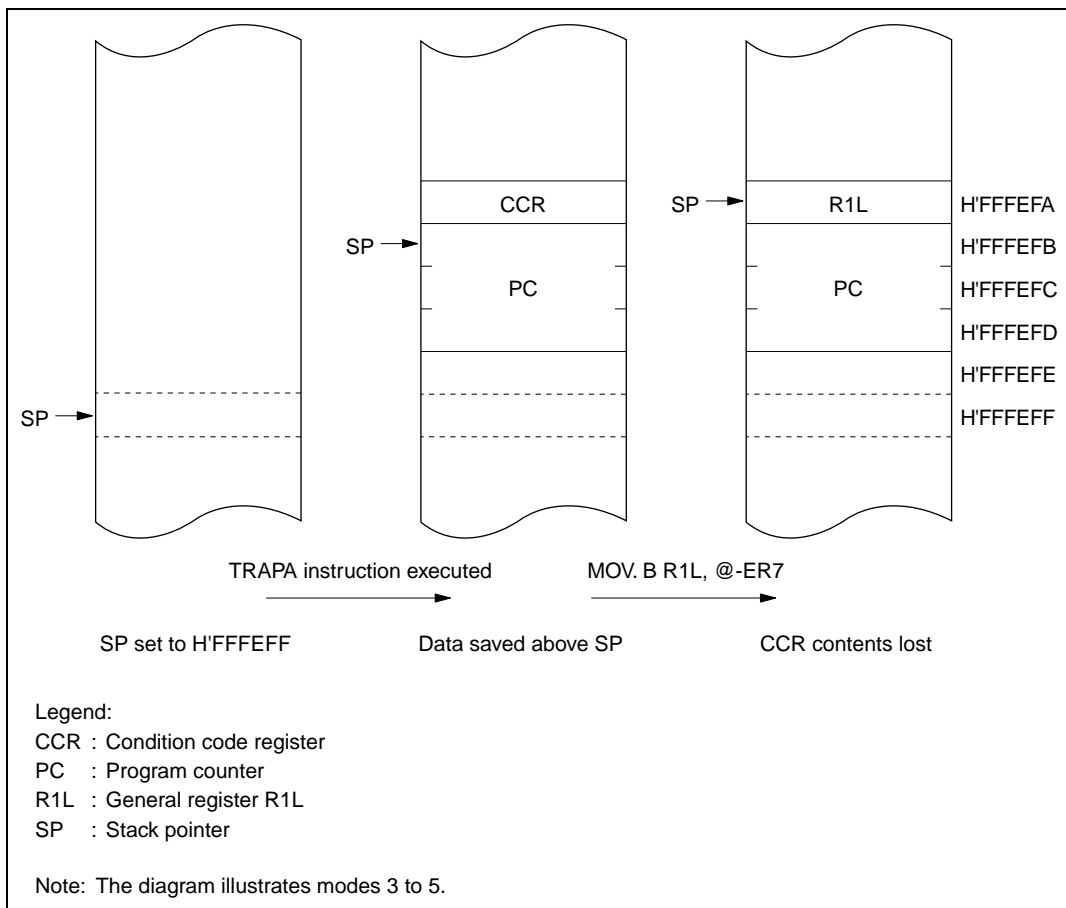 CCR
SP
R1L
H'FFFEFA
SP
H'FFFEFB
PC
PC
H'FFFEFC
H'FFFEFD
H'FFFEFE
SP
H'FFFEFF
TRAPA instruction executed
MOV. B R1L, @-ER7
SP set to H'FFFEFF
Data saved above SP
CCR contents lost
Legend:
CCR : Condition code register
PC : Program counter
R1L : General register R1L
SP : Stack pointer
Note: The diagram illustrates modes 3 to 5.